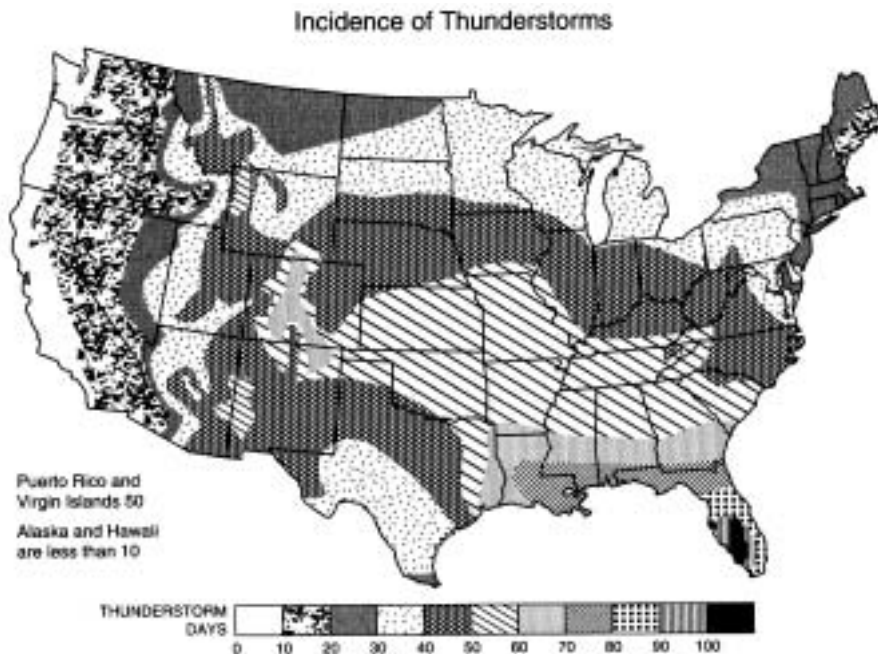 Incidence of Thunderstorms
Puerto Rico and
Virgin Islands 50
Alaska and Hawaii
are less than 10
THUNDERSTORM
DAYS
0 10 20 30 40 50 60 70 80 90 100